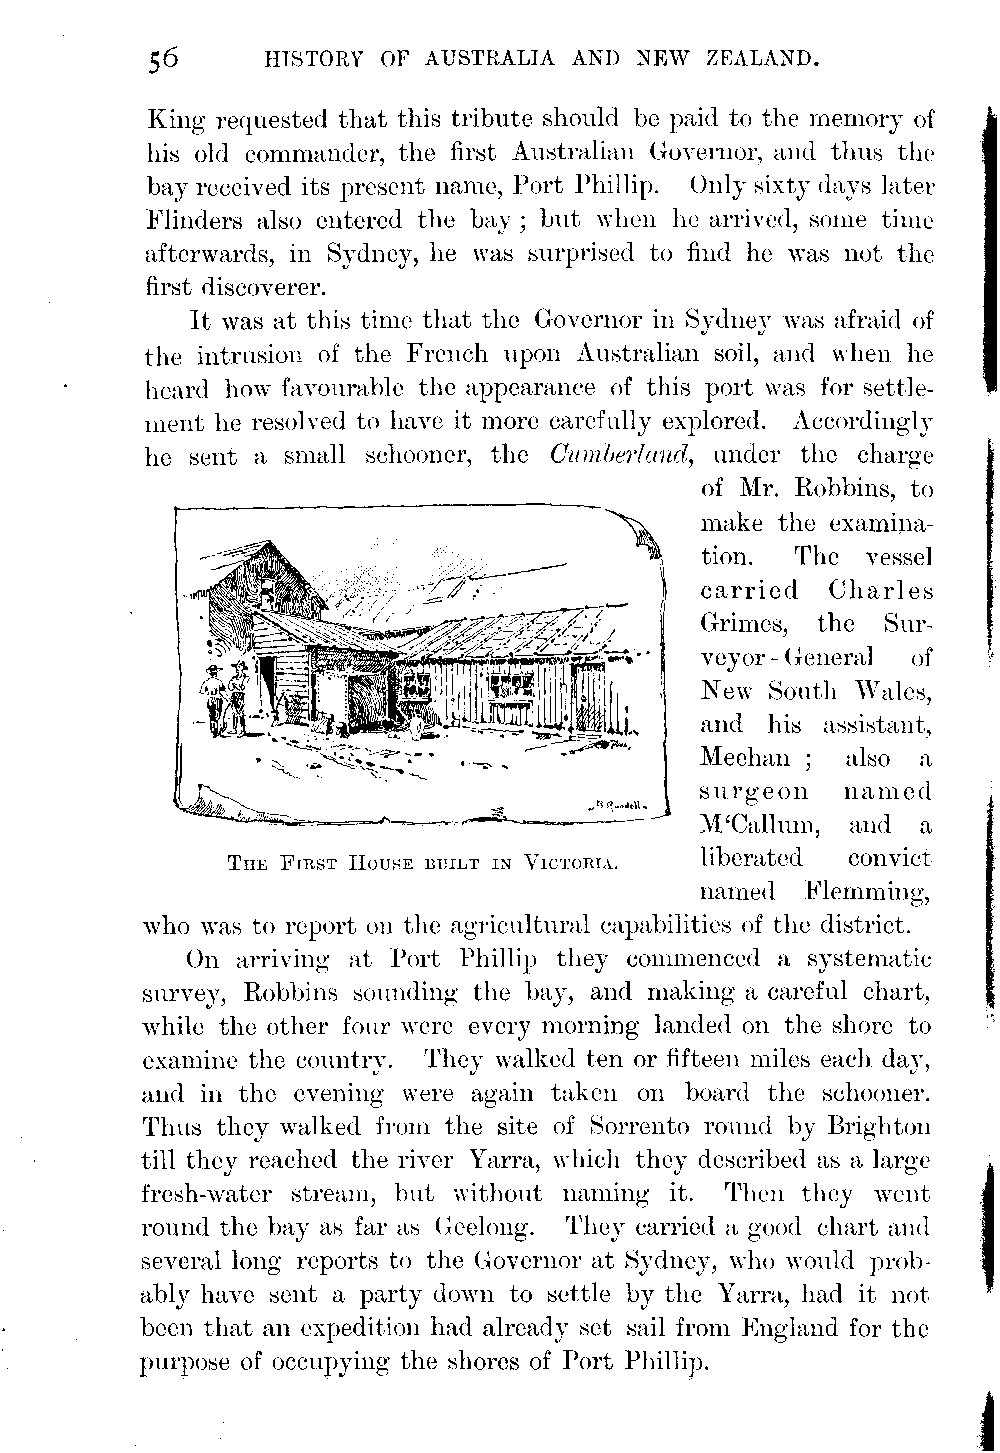 56 HISTORY OF AUSTRALIA AND NEW ZEALAND.
King requested that this tribute should be paid to the memory of
his old commander, the first Australian Governor, and thus the
bay received its present name, Port Phillip. Only sixty days later
Flinders also entered the bay ; but when he arrived, some time
afterwards, in Sydney, he was surprised to find he was not the
first discoverer.
It was at this time that the Governor in Sydney was afraid of
the intrusion of the French upon Australian soil, and when he
heard how favourable the appearance of this port was for settle-
ment he resolved to have it more carefully explored. Accordingly
he sent a small schooner, the Cumberland, under the charge
of Mr. Robbins, to
make the examina-
tion. The vessel
carried Charles
Grimes, the Sur-
veyor-General of
New South Wales,
and his assistant,
Meehan ; also a
surgeon named
M‘Callum, and a
liberated convict
named Flemming,
THE FIRST HOUSE BUILT IN VICTORIA.
who was to report on the agricultural capabilities of the district.
On arriving at Port Phillip they commenced a systematic
survey, Robbins sounding the bay, and making a careful chart,
while the other four were every morning landed on the shore to
examine the country. They walked ten or fifteen miles each day,
and in the evening were again taken on board the schooner.
Thus they walked from the site of Sorrento round by Brighton
till they reached the river Yarra, which they described as a large
fresh-water stream, but without naming it. Then they went
round the bay as far as Geelong. They carried a good chart and
several long reports to the Governor at Sydney, who would prob-
ably have sent a party down to settle by the Yarra, had it not
been that an expedition had already set sail from England for the
purpose of occupying the shores of Port Phillip.